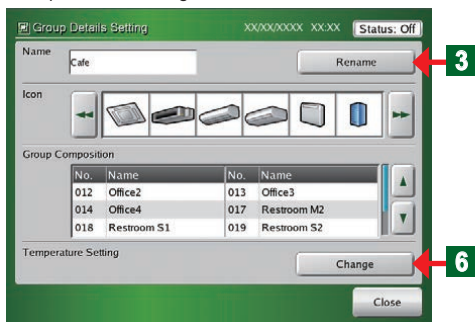 Group Details Setting XX/XX/XXXX XX:XX Status: Off
Name
Cafe Rename 3
Icon
Group Composition
No. Name No. Name
012 Office2 013 Office3
014 Office4 017 Restroom M2
018 Restroom S1 019 Restroom S2
Temperature Setting
Change 6
Close